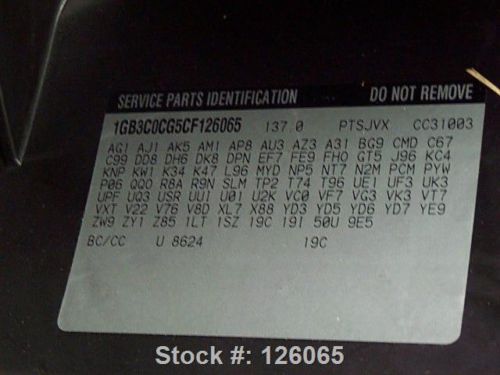 SERVICE PARTS IDENTIFICATION DO NOT REMOVE
1GB3C0CG5CF126065 137.0 PTSJVX CC31003
AG1 AJ1 AK5 AM1 AP8 AU3 AZ3 A31 BG9 CMD C67
C99 DD8 DH6 DK8 DPN EF7 FE9 FHO GT5 J96 KC4
KNP KW1 K34 K47 L96 MYD NP5 NT7 N2M PCM PYW
P06 QQO R8A R9N SLM TP2 T74 T96 UE1 UF3 UK3
UPF UQ3 USR UU1 U01 U2K VC0 VF7 VG3 VK3 VT7
VXT V22 V76 V8D XL7 X88 YD3 YD5 YD6 YD7 YE9
ZW9 ZY1 Z85 1LT 1SZ 19C 19I 50U 9E5
BC/CC U 8624 19C
Stock #: 126065